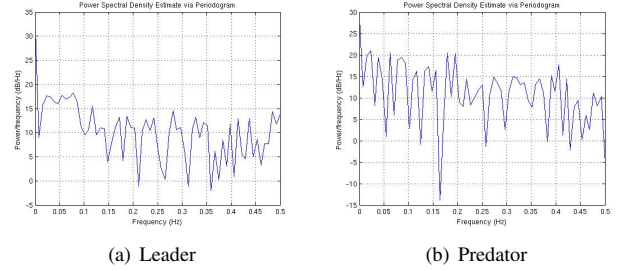 Power Spectral Density Estimate via Periodogram
35
30
25
20
15
10
5
0
-5
Power/frequency (dB/Hz)
0 0.05 0.1 0.15 0.2 0.25 0.3 0.35 0.4 0.45 0.5
Frequency (Hz)
(a) Leader
Power Spectral Density Estimate via Periodogram
30
25
20
15
10
5
0
-5
-10
-15
Power/frequency (dB/Hz)
0 0.05 0.1 0.15 0.2 0.25 0.3 0.35 0.4 0.45 0.5
Frequency (Hz)
(b) Predator